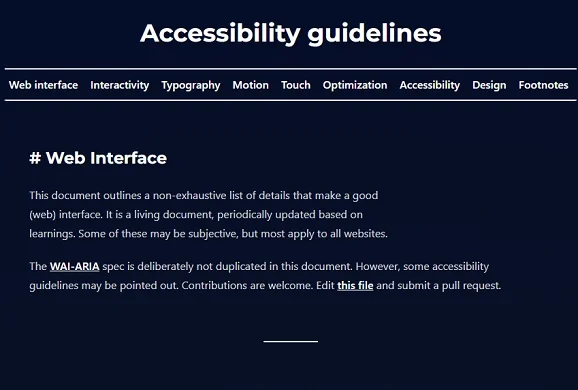 Accessibility guidelines
Web interface Interactivity Typography Motion Touch Optimization Accessibility Design Footnotes
# Web Interface
This document outlines a non-exhaustive list of details that make a good
(web) interface. It is a living document, periodically updated based on
learnings. Some of these may be subjective, but most apply to all websites.
The WAI-ARIA spec is deliberately not duplicated in this document. However, some accessibility
guidelines may be pointed out. Contributions are welcome. Edit this file and submit a pull request.